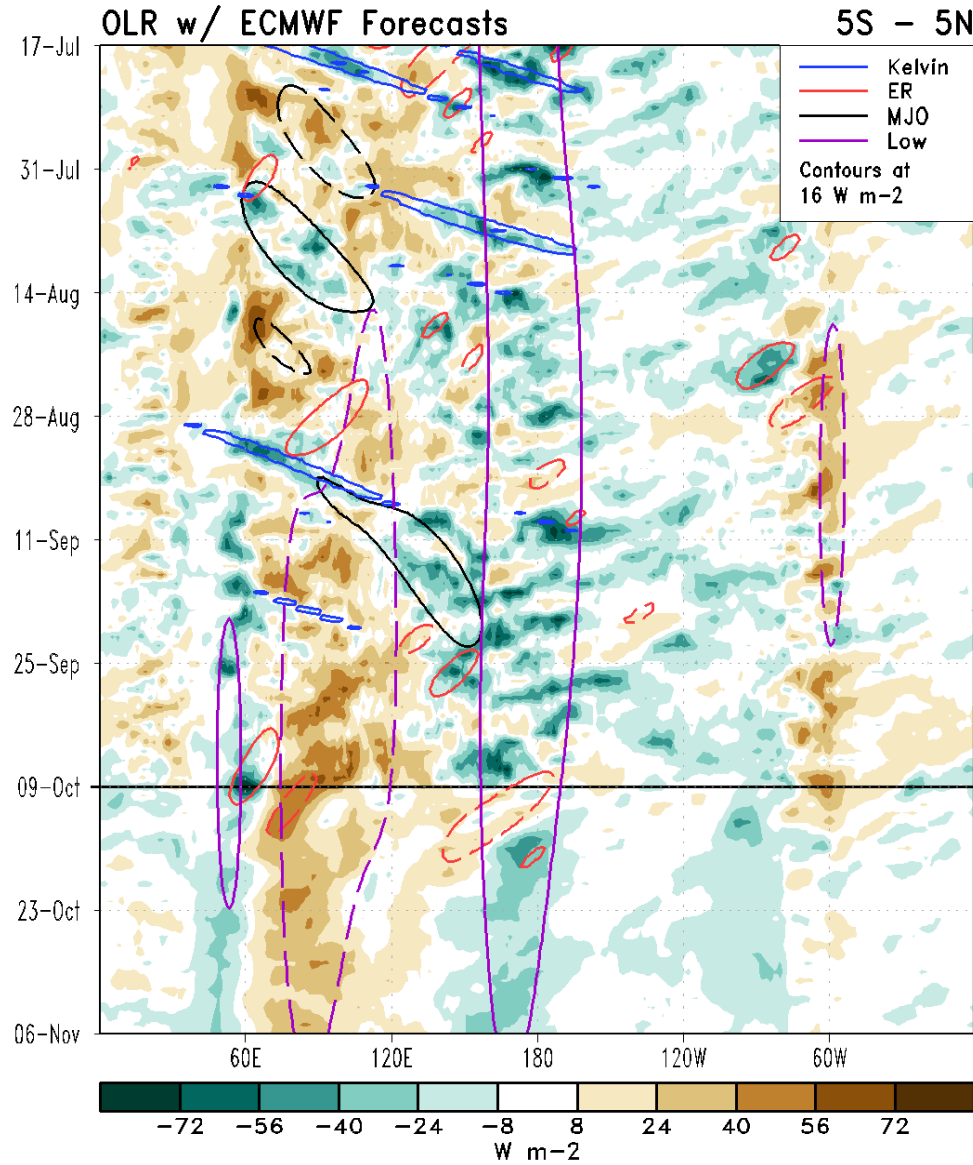 OLR w/ ECMWF Forecasts 5S - 5N
17-Jul
31-Jul
14-Aug
28-Aug
11-Sep
25-Sep
09-Oct
23-Oct
06-Nov
Kelvin
ER
MJO
Low
Contours at
16 W m-2
60E 120E 180 120W 60W
-72 -56 -40 -24 -8 8 24 40 56 72
W m-2